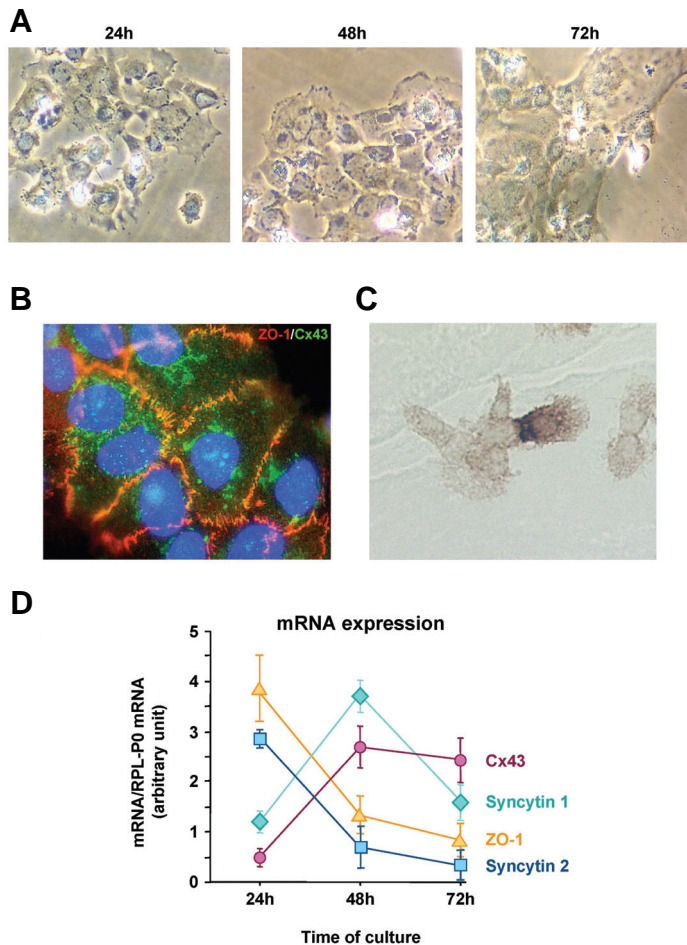 A
24h
48h
72h
B
C
ZO-1/Cx43
D
mRNA expression
mRNA/RPL-P0 mRNA
(arbitrary unit)
5
4
3
2
1
0
Cx43
Syncytin 1
ZO-1
Syncytin 2
24h
48h
72h
Time of culture